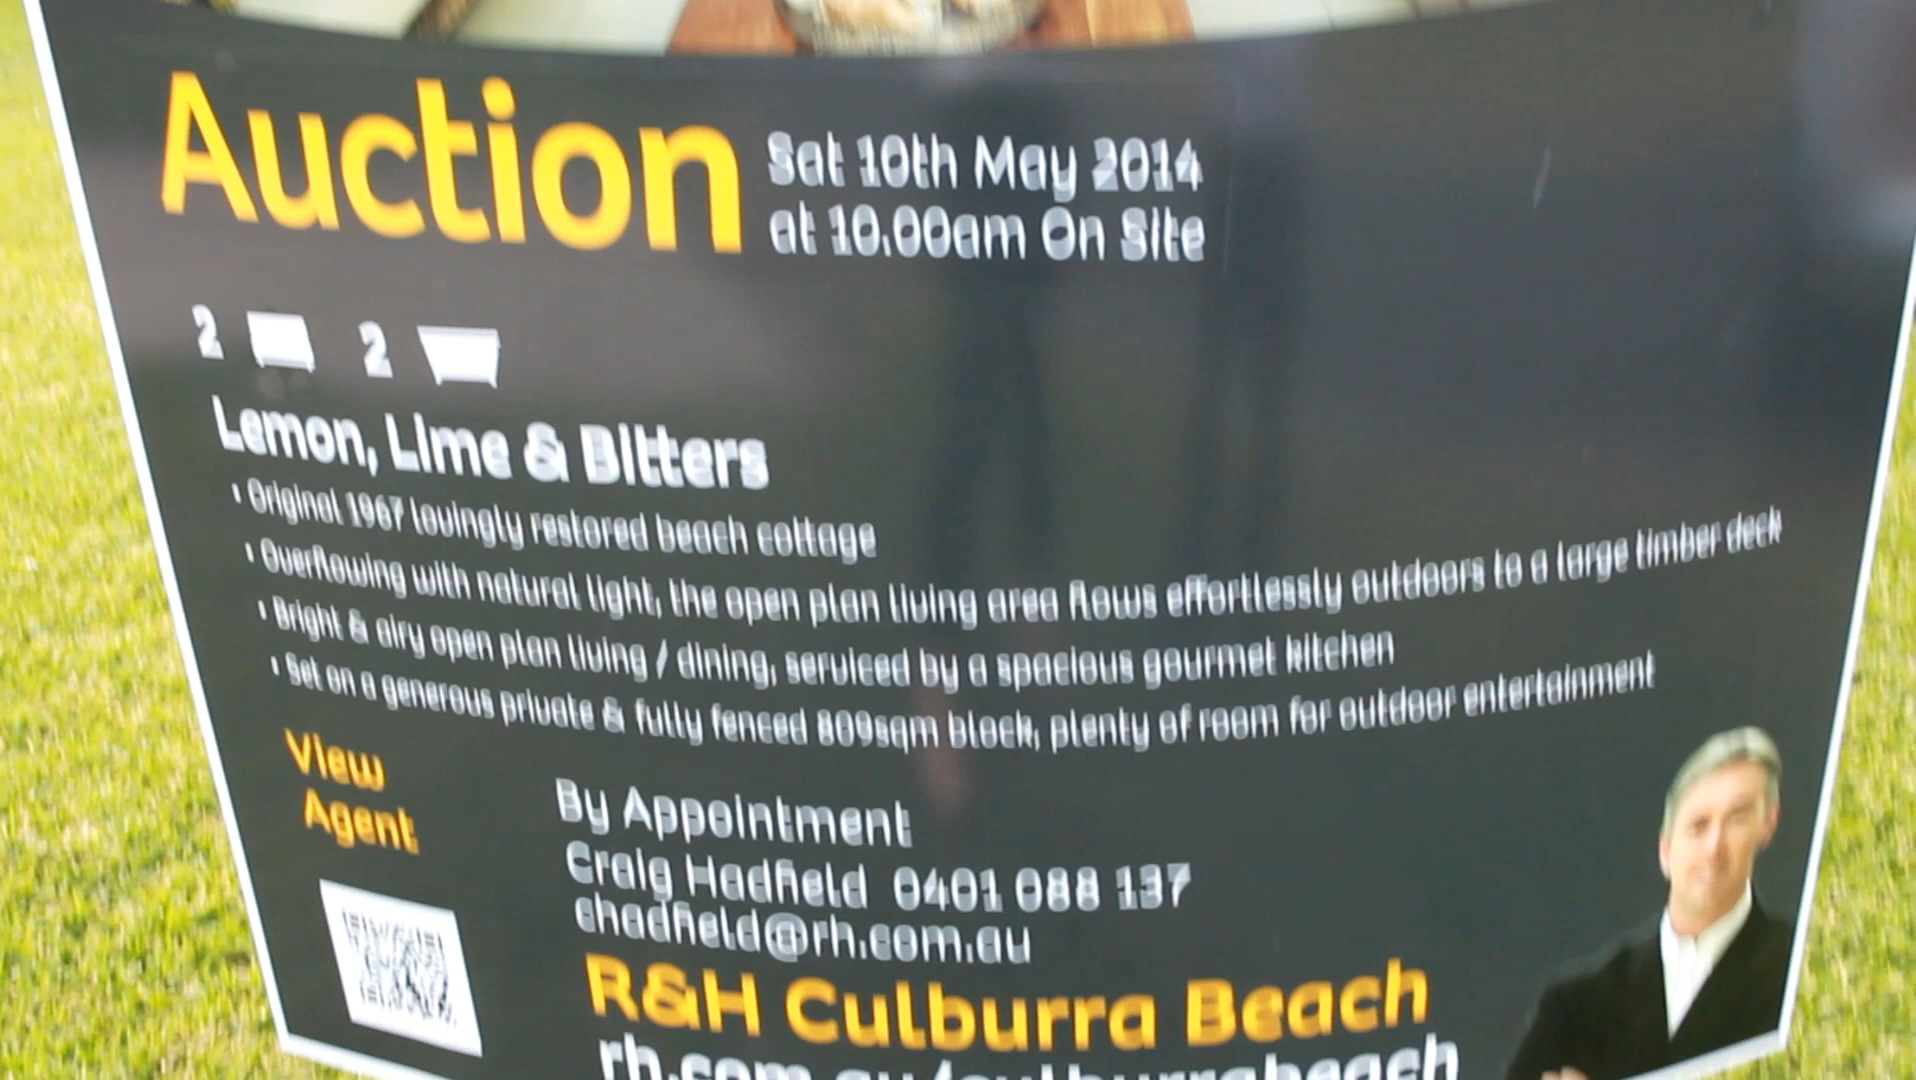 Auction
Sat 10th May 2014
at 10.00am On Site
2 2
Lemon, Lime & Bitters
• Original 1967 lovingly restored beach cottage
• Overflowing with natural light, the open plan living area flows effortlessly outdoors to a large timber deck
• Bright & airy open plan living / dining, serviced by a spacious gourmet kitchen
• Set on a generous private & fully fenced 809sqm block, plenty of room for outdoor entertainment
View By Appointment
Agent Craig Hadfield 0401 088 137
chadfield@rh.com.au
R&H Culburra Beach
rh.com.au/culburrabeach